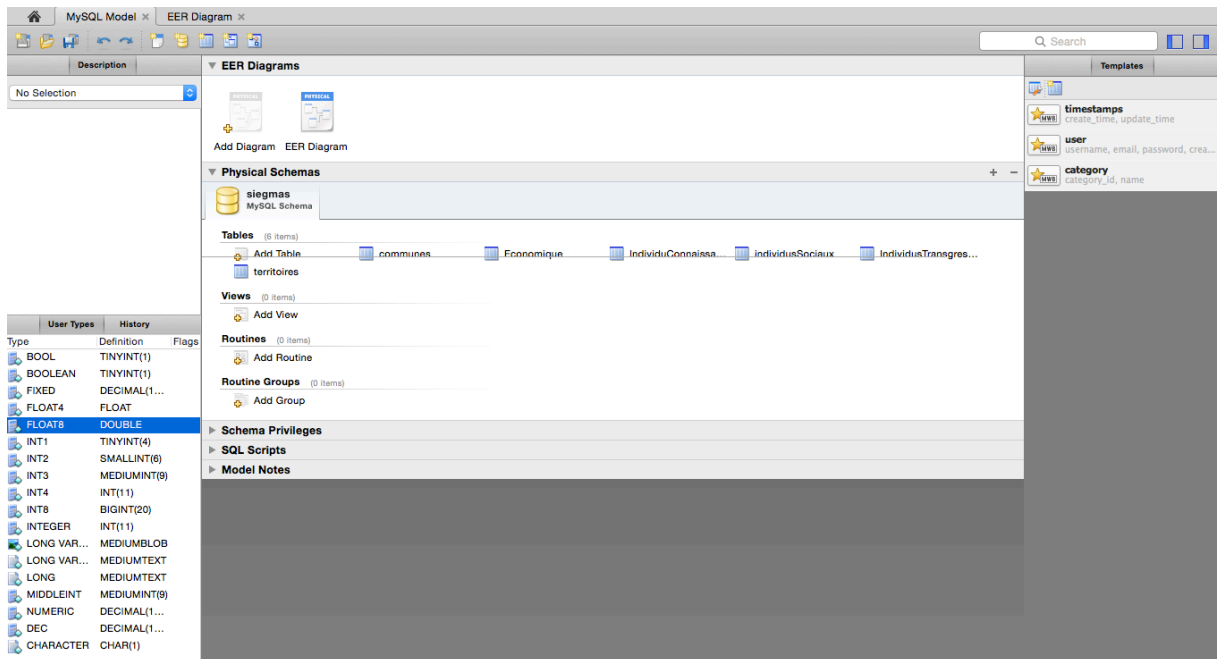 MySQL Model ×
EER Diagram ×
Search
Description
No Selection
User Types
History
Type Definition Flags
BOOL TINYINT(1)
BOOLEAN TINYINT(1)
FIXED DECIMAL(1...
FLOAT4 FLOAT
FLOAT8 DOUBLE
INT1 TINYINT(4)
INT2 SMALLINT(6)
INT3 MEDIUMINT(9)
INT4 INT(11)
INT8 BIGINT(20)
INTEGER INT(11)
LONG VAR... MEDIUMBLOB
LONG VAR... MEDIUMTEXT
LONG MEDIUMTEXT
MIDDLEINT MEDIUMINT(9)
NUMERIC DECIMAL(1...
DEC DECIMAL(1...
CHARACTER CHAR(1)
EER Diagrams
PHYSICAL
PHYSICAL
Add Diagram
EER Diagram
Physical Schemas + −
siegmas
MySQL Schema
Tables (6 items)
Add Table
communes
Economique
IndividuConnaissa...
individusSociaux
IndividusTransgres...
territoires
Views (0 items)
Add View
Routines (0 items)
Add Routine
Routine Groups (0 items)
Add Group
Schema Privileges
SQL Scripts
Model Notes
Templates
MWB
timestamps
create_time, update_time
MWB
user
username, email, password, crea...
MWB
category
category_id, name